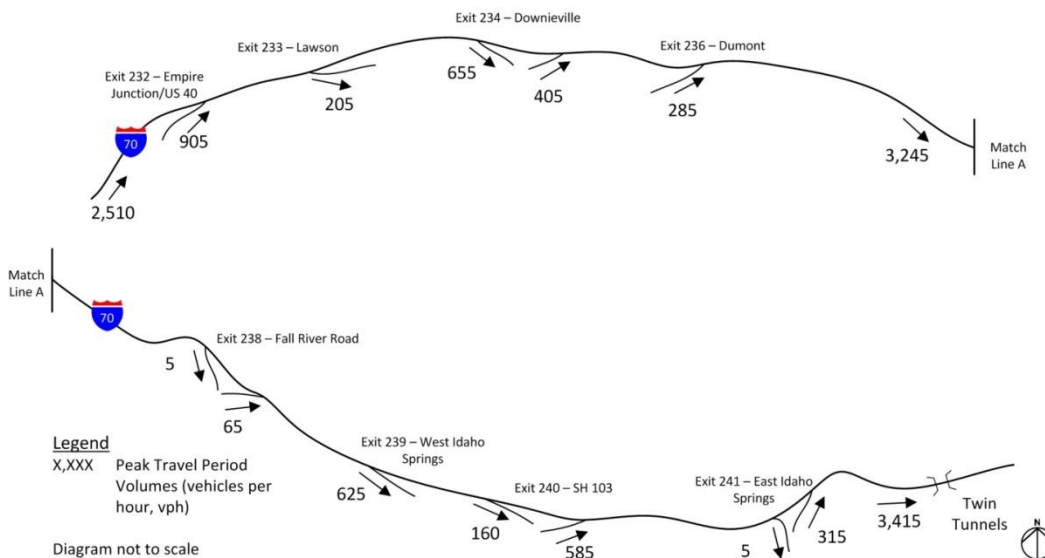 Exit 234 – Downieville
Exit 233 – Lawson
Exit 236 – Dumont
Exit 232 – Empire
Junction/US 40
655
405
285
205
905
70
3,245
Match
Line A
2,510
Match
Line A
70
Exit 238 – Fall River Road
5
65
Legend
X,XXX Peak Travel Period
Volumes (vehicles per
hour, vph)
Diagram not to scale
Exit 239 – West Idaho
Springs
625
Exit 240 – SH 103
160
585
Exit 241 – East Idaho
Springs
5
315
3,415
Twin
Tunnels
N